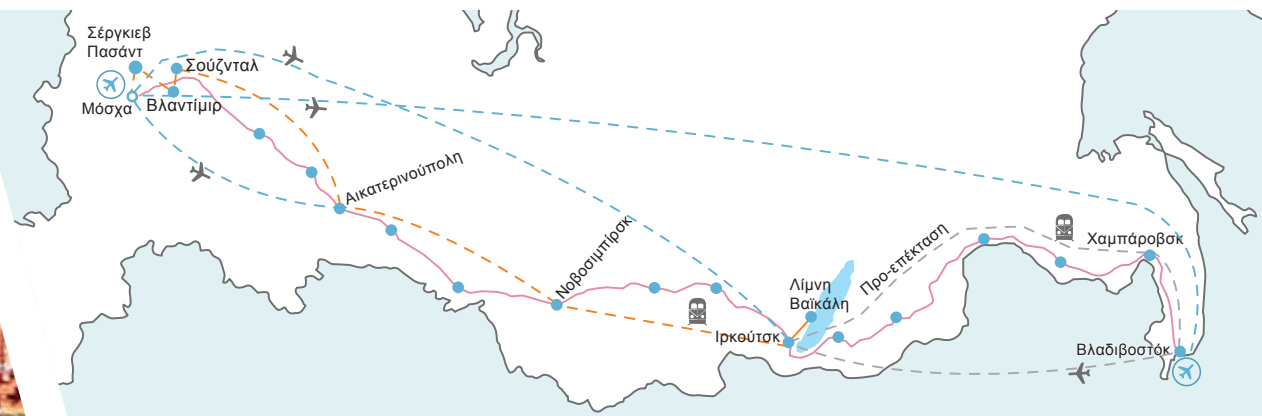 Σέργκιεβ
Πασάντ
Σούζνταλ
Μόσχα
Βλαντίμιρ
Αικατερινούπολη
Νοβοσιμπίρσκ
Ιρκούτσκ
Λίμνη
Βαϊκάλη
Προ-επέκταση
Χαμπάροβσκ
Βλαδιβοστόκ